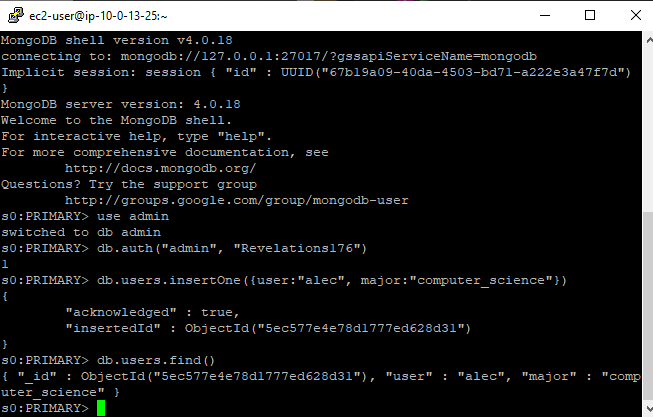 ec2-user@ip-10-0-13-25:~
MongoDB shell version v4.0.18
connecting to: mongodb://127.0.0.1:27017/?gssapiServiceName=mongodb
Implicit session: session { "id" : UUID("67b19a09-40da-4503-bd71-a222e3a47f7d")
}
MongoDB server version: 4.0.18
Welcome to the MongoDB shell.
For interactive help, type "help".
For more comprehensive documentation, see
        http://docs.mongodb.org/
Questions? Try the support group
        http://groups.google.com/group/mongodb-user
s0:PRIMARY> use admin
switched to db admin
s0:PRIMARY> db.auth("admin", "Revelations176")
1
s0:PRIMARY> db.users.insertOne({user:"alec", major:"computer_science"})
{
        "acknowledged" : true,
        "insertedId" : ObjectId("5ec577e4e78d1777ed628d31")
}
s0:PRIMARY> db.users.find()
{ "_id" : ObjectId("5ec577e4e78d1777ed628d31"), "user" : "alec", "major" : "comp
uter_science" }
s0:PRIMARY>